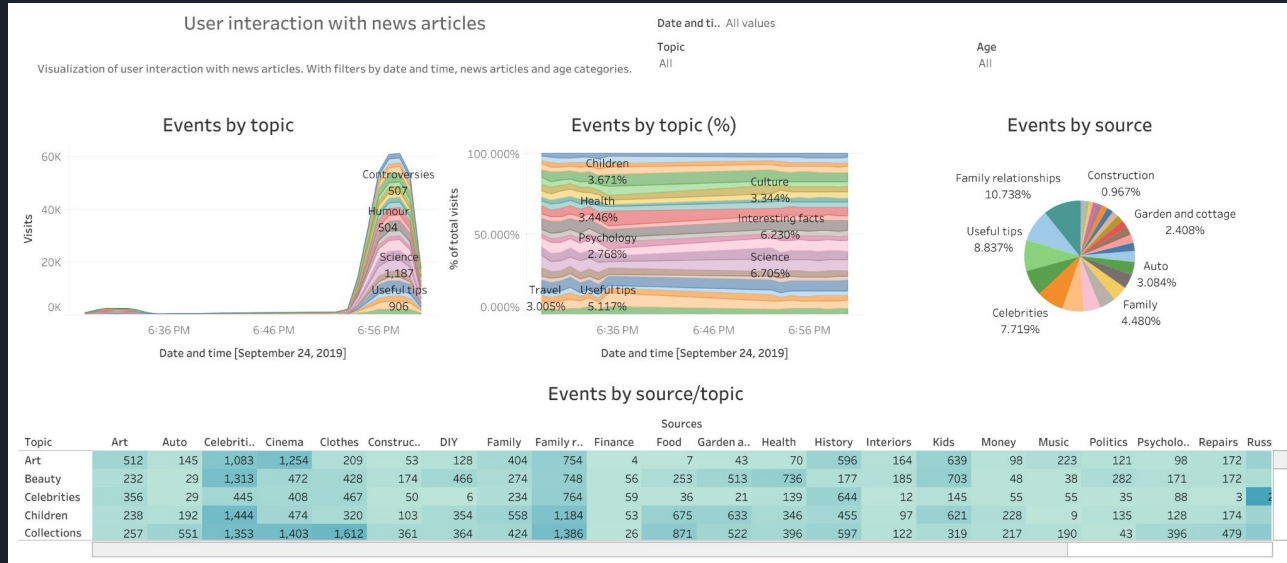 User interaction with news articles
Date and ti.. All values
Topic
All
Age
All
Visualization of user interaction with news articles. With filters by date and time, news articles and age categories.
Events by topic
60K
40K
20K
0K
Visits
Controversies
507
Humour
504
Science
1,187
Useful tips
906
6:36 PM 6:46 PM 6:56 PM
Date and time [September 24, 2019]
Events by topic (%)
100.000%
50.000%
0.000%
% of total visits
Children
3.671%
Culture
3.344%
Health
3.446%
Interesting facts
6.230%
Psychology
2.768%
Science
6.705%
Travel
3.005%
Useful tips
5.117%
6:36 PM 6:46 PM 6:56 PM
Date and time [September 24, 2019]
Events by source
Family relationships
10.738%
Construction
0.967%
Garden and cottage
2.408%
Useful tips
8.837%
Auto
3.084%
Family
4.480%
Celebrities
7.719%
Events by source/topic
Sources
Topic Art Auto Celebriti.. Cinema Clothes Construc.. DIY Family Family r.. Finance Food Garden a.. Health History Interiors Kids Money Music Politics Psycholo.. Repairs Russ
Art 512 145 1,083 1,254 209 53 128 404 754 4 7 43 70 596 164 639 98 223 121 98 172
Beauty 232 29 1,313 472 428 174 466 274 748 56 253 513 736 177 185 703 48 38 282 171 172
Celebrities 356 29 445 408 467 50 6 234 764 59 36 21 139 644 12 145 55 55 35 88 3
Children 238 192 1,444 474 320 103 354 558 1,184 53 675 633 346 455 97 621 228 9 135 128 174
Collections 257 551 1,353 1,403 1,612 361 364 424 1,386 26 871 522 396 597 122 319 217 190 43 396 479